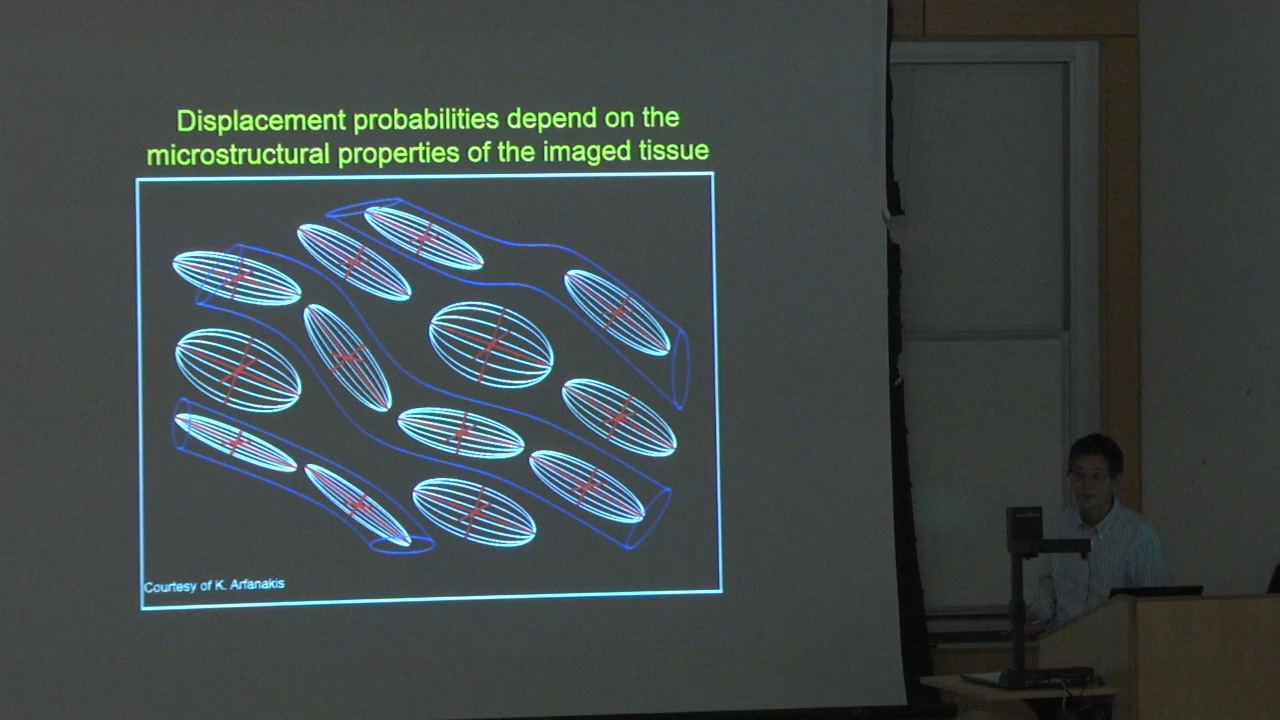 Displacement probabilities depend on the
microstructural properties of the imaged tissue
Courtesy of K. Arfanakis